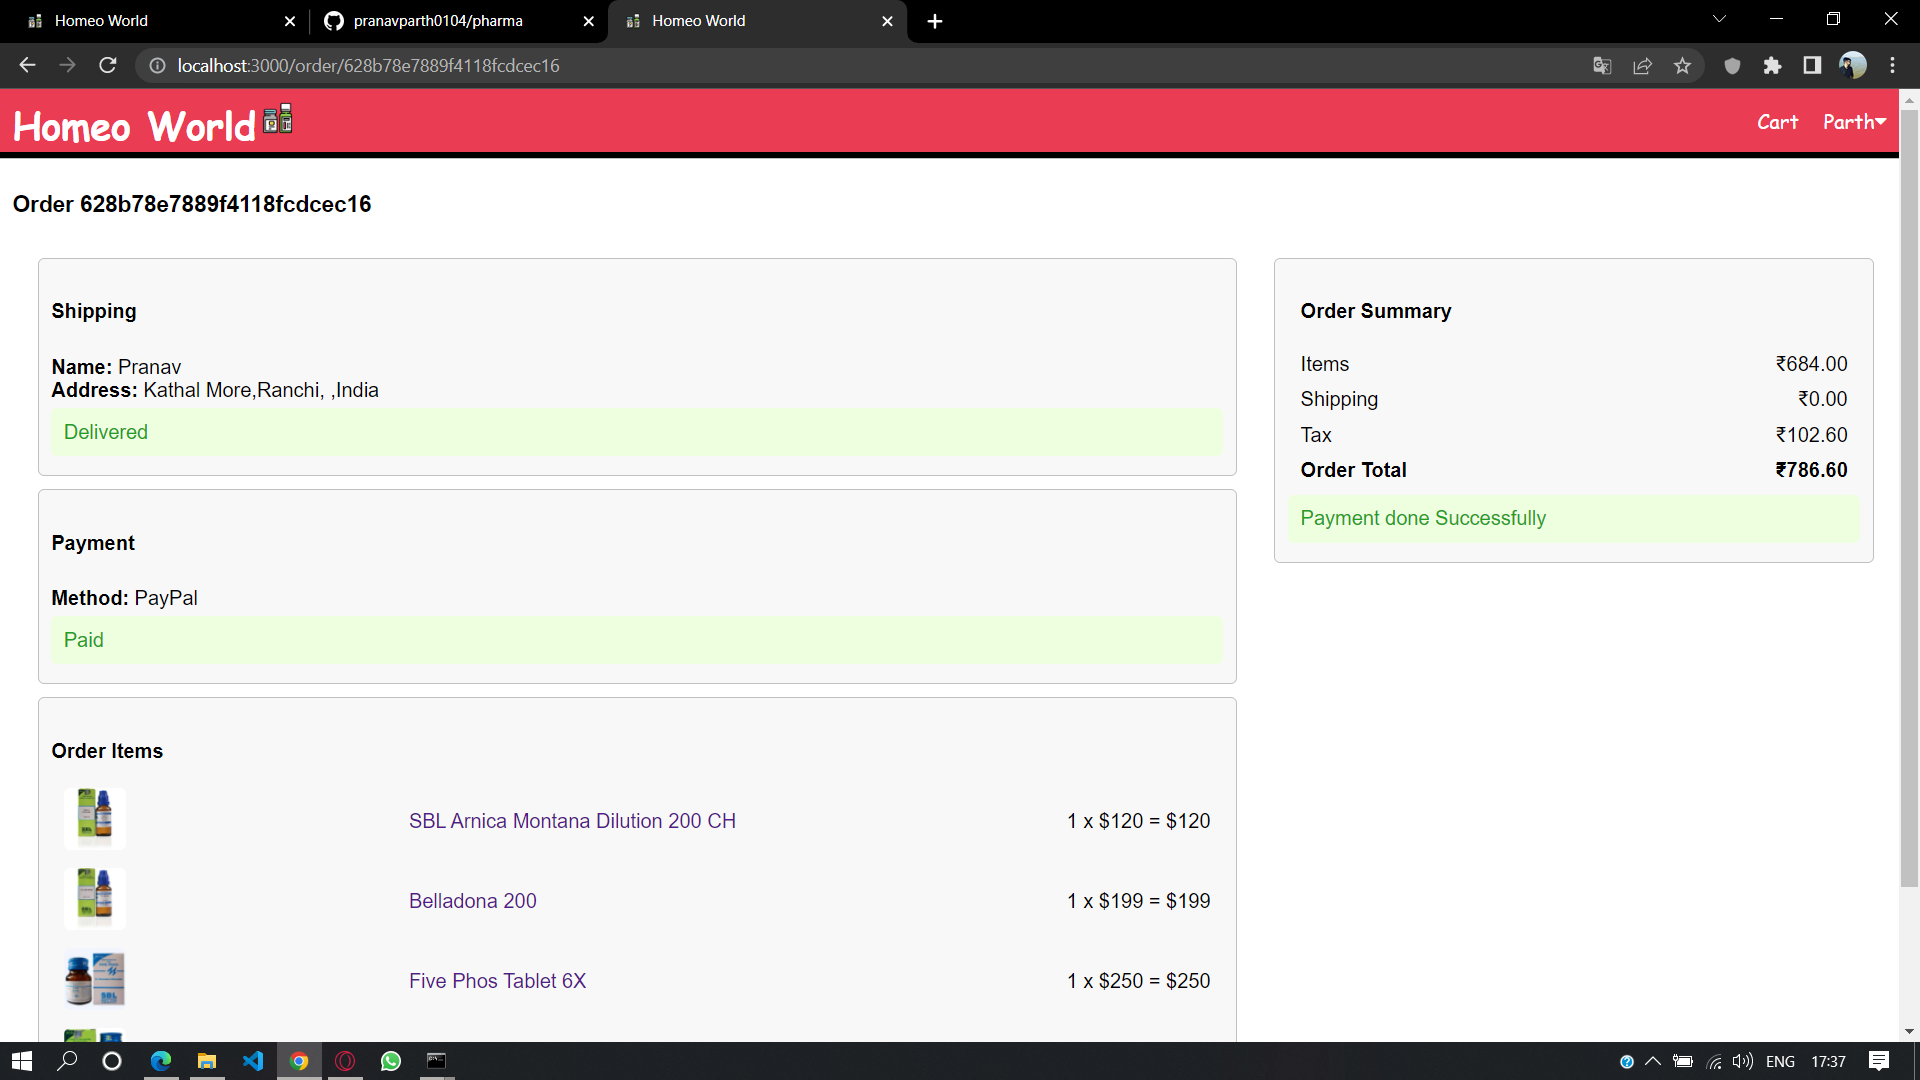 Homeo World
pranavparth0104/pharma
Homeo World
localhost:3000/order/628b78e7889f4118fcdcec16
Homeo World
Cart
Parth
Order 628b78e7889f4118fcdcec16
Shipping
Name: Pranav
Address: Kathal More,Ranchi, ,India
Delivered
Payment
Method: PayPal
Paid
Order Items
SBL Arnica Montana Dilution 200 CH 1 x $120 = $120
Belladona 200 1 x $199 = $199
Five Phos Tablet 6X 1 x $250 = $250
Order Summary
Items ₹684.00
Shipping ₹0.00
Tax ₹102.60
Order Total ₹786.60
Payment done Successfully
ENG 17:37